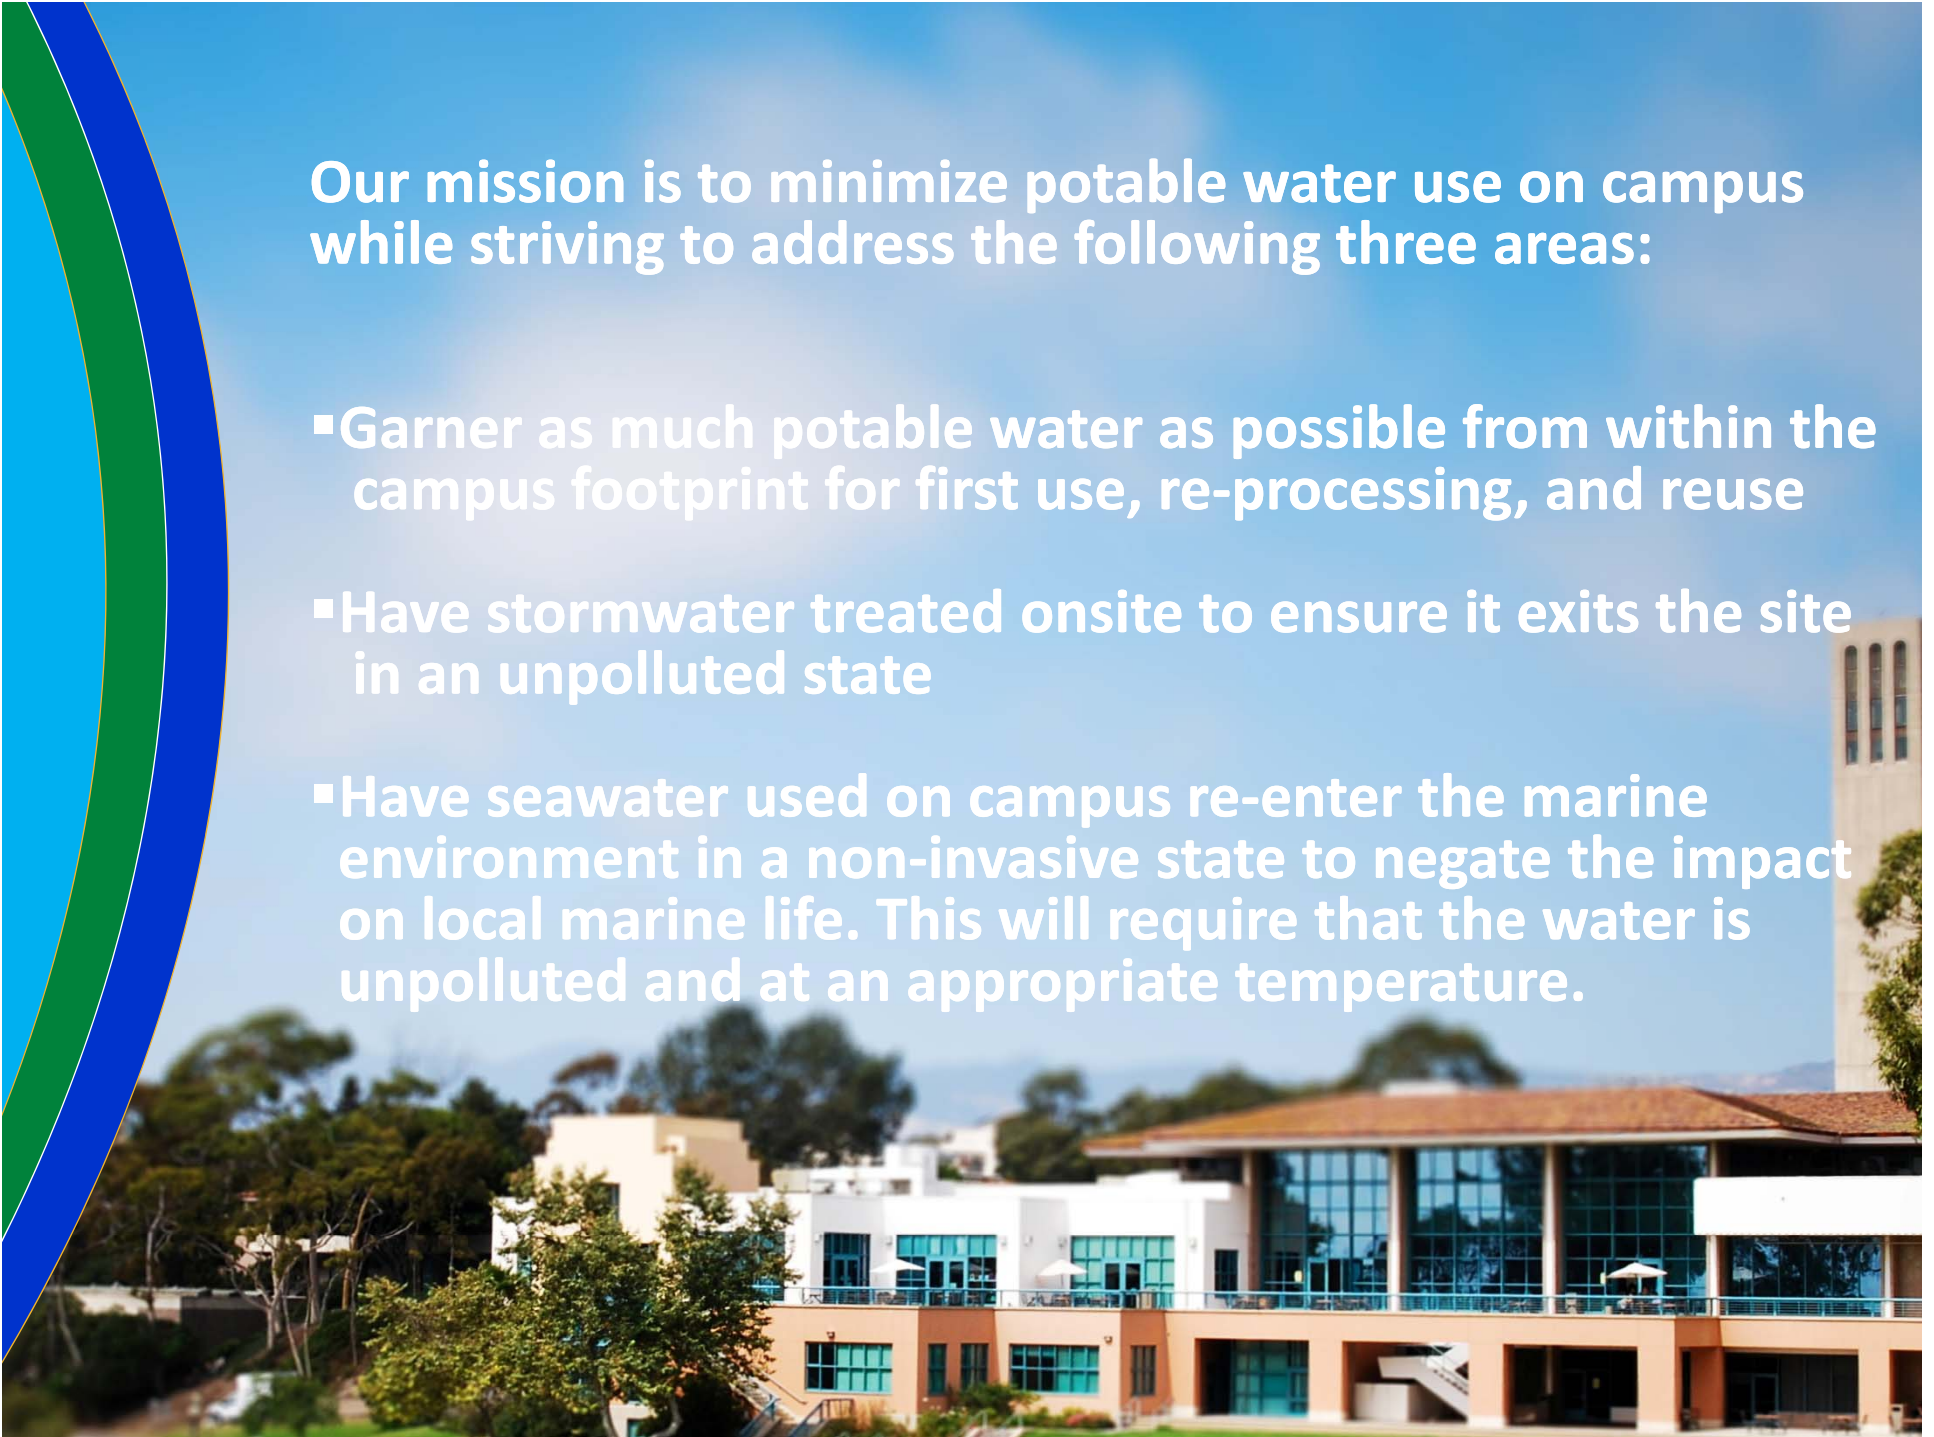 Our mission is to minimize potable water use on campus
while striving to address the following three areas:
▪Garner as much potable water as possible from within the
campus footprint for first use, re-processing, and reuse
▪Have stormwater treated onsite to ensure it exits the site
in an unpolluted state
▪Have seawater used on campus re-enter the marine
environment in a non-invasive state to negate the impact
on local marine life. This will require that the water is
unpolluted and at an appropriate temperature.